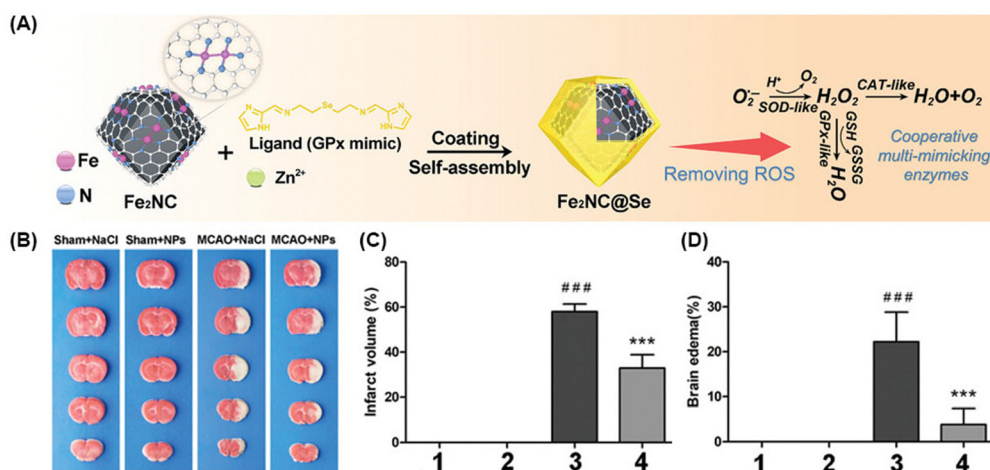 (A)
Fe
N
Fe₂NC
+
Se
N
N
N
NH
N
HN
Ligand (GPx mimic)
Zn²⁺
Coating
Self-assembly
Fe₂NC@Se
Removing ROS
O₂•⁻ H⁺ O₂ SOD-like H₂O₂ CAT-like H₂O+O₂
GPx-like GSH GSSG
H₂O
Cooperative
multi-mimicking
enzymes
(B)
Sham+NaCl Sham+NPs MCAO+NaCl MCAO+NPs
(C)
Infarct volume (%)
80
60
40
20
0
###
***
1 2 3 4
(D)
Brain edema(%)
40
30
20
10
0
###
***
1 2 3 4